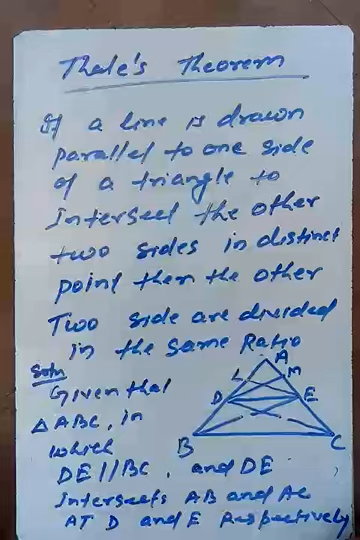 Thale's Theorem
If a line is drawn
parallel to one side
of a triangle to
Intersect the other
two sides in distinct
point then the other
Two side are divided
in the same Ratio
Soln
Given that
△ABC, in
which
DE//BC, and DE
Intersects AB and AC
AT D and E Respectively
A
L
M
D
E
B
C